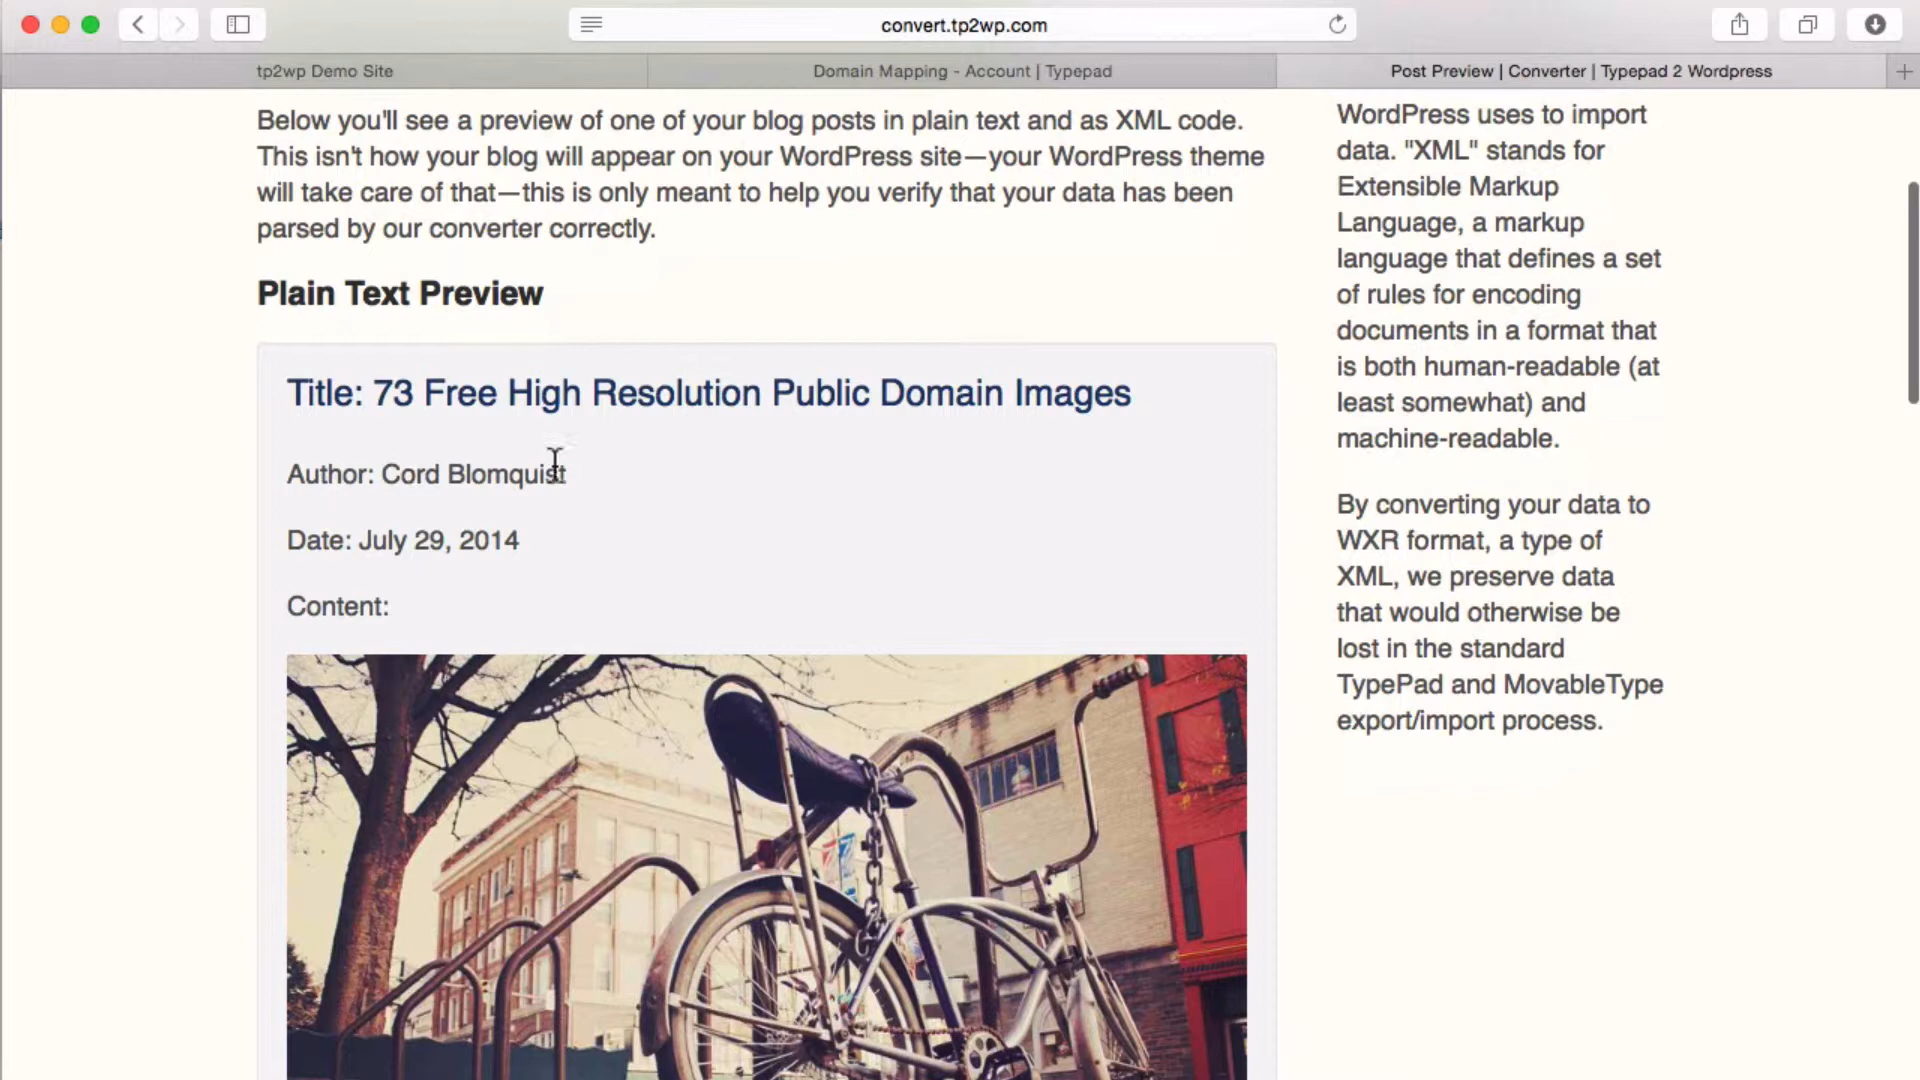 convert.tp2wp.com
tp2wp Demo Site
Domain Mapping - Account | Typepad
Post Preview | Converter | Typepad 2 Wordpress
Below you'll see a preview of one of your blog posts in plain text and as XML code.
This isn't how your blog will appear on your WordPress site—your WordPress theme
will take care of that—this is only meant to help you verify that your data has been
parsed by our converter correctly.
Plain Text Preview
Title: 73 Free High Resolution Public Domain Images
Author: Cord Blomquist
Date: July 29, 2014
Content:
WordPress uses to import
data. "XML" stands for
Extensible Markup
Language, a markup
language that defines a set
of rules for encoding
documents in a format that
is both human-readable (at
least somewhat) and
machine-readable.
By converting your data to
WXR format, a type of
XML, we preserve data
that would otherwise be
lost in the standard
TypePad and MovableType
export/import process.